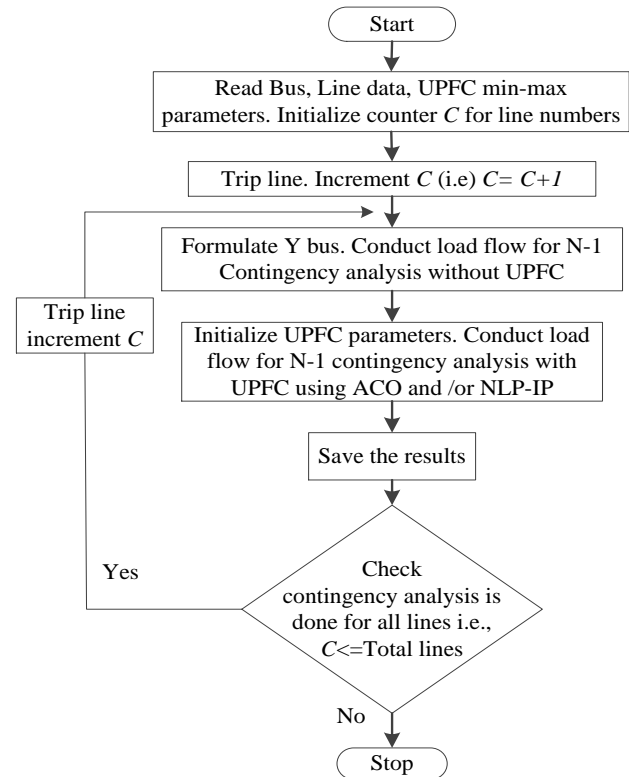 Start
Read Bus, Line data, UPFC min-max
parameters. Initialize counter C for line numbers
Trip line. Increment C (i.e) C= C+1
Formulate Y bus. Conduct load flow for N-1
Contingency analysis without UPFC
Trip line
increment C
Initialize UPFC parameters. Conduct load
flow for N-1 contingency analysis with
UPFC using ACO and /or NLP-IP
Save the results
Yes
Check
contingency analysis is
done for all lines i.e.,
C<=Total lines
No
Stop